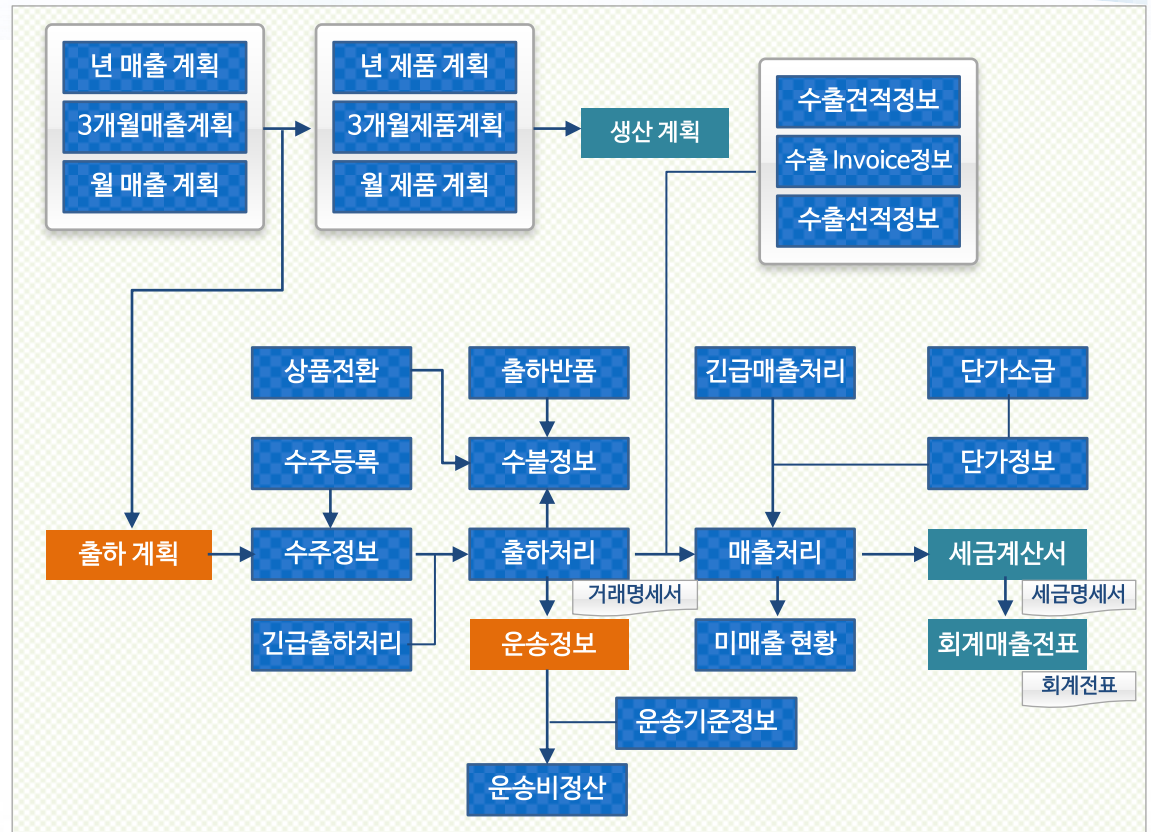 년 매출 계획
3개월매출계획
월 매출 계획
년 제품 계획
3개월제품계획
월 제품 계획
생산 계획
수출견적정보
수출 Invoice정보
수출선적정보
상품전환
출하반품
긴급매출처리
단가소급
수주등록
수불정보
단가정보
출하 계획
수주정보
출하처리
매출처리
세금계산서
거래명세서
세금명세서
긴급출하처리
운송정보
미매출 현황
회계매출전표
회계전표
운송기준정보
운송비정산